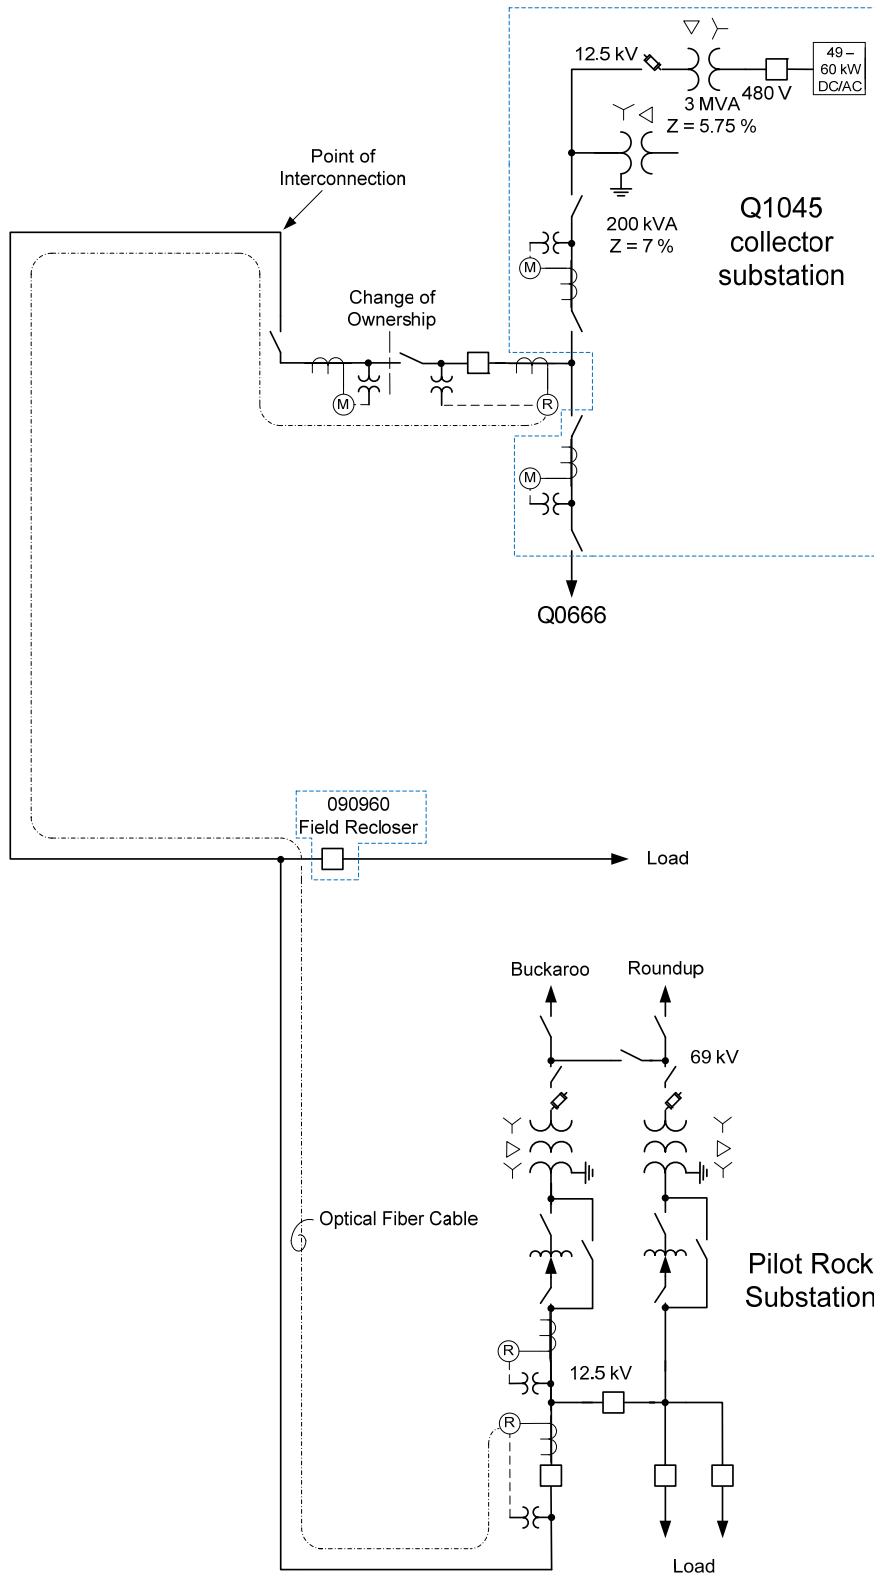 12.5 kV
49 –
60 kW
DC/AC
480 V
3 MVA
Z = 5.75 %
Point of
Interconnection
200 kVA
Z = 7 %
Q1045
collector
substation
M
Change of
Ownership
M
R
M
Q0666
090960
Field Recloser
Load
Buckaroo
Roundup
69 kV
Optical Fiber Cable
Pilot Rock
Substation
R
12.5 kV
R
Load